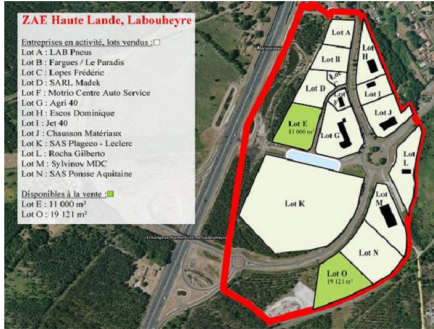 ZAE Haute Lande, Labouheyre
Entreprises en activité, lots vendus :
Lot A : LAB Pneus
Lot B : Fargues / Le Paradis
Lot C : Lopes Frédéric
Lot D : SARL Madek
Lot F : Motrio Centre Auto Service
Lot G : Agri 40
Lot H : Escos Dominique
Lot I : Jet 40
Lot J : Chausson Matériaux
Lot K : SAS Plageco - Leclerc
Lot L : Rocha Gilberto
Lot M : Sylvinov MDC
Lot N : SAS Ponsse Aquitaine
Disponibles à la vente :
Lot E : 11 000 m²
Lot O : 19 121 m²
Lot A
Lot H
Lot B
Lot D
Lot I
Lot E
11 000 m²
Lot G
Lot J
Lot L
Lot K
Lot M
Lot N
Lot O
19 121 m²